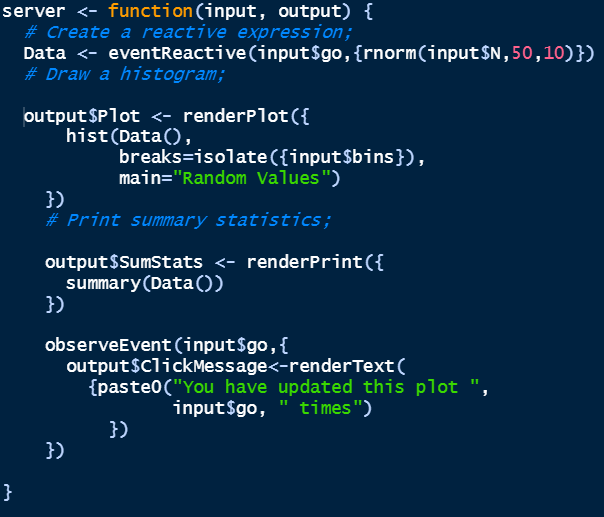 server <- function(input, output) {
  # Create a reactive expression;
  Data <- eventReactive(input$go,{rnorm(input$N,50,10)})
  # Draw a histogram;

  output$Plot <- renderPlot({
      hist(Data(),
           breaks=isolate({input$bins}),
           main="Random Values")
    })
    # Print summary statistics;

    output$SumStats <- renderPrint({
      summary(Data())
    })

    observeEvent(input$go,{
      output$ClickMessage<-renderText(
        {paste0("You have updated this plot ",
                input$go, " times")
          })
    })

}